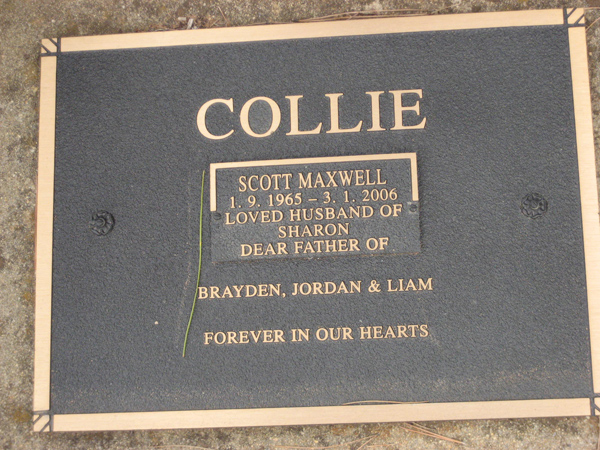 COLLIE
SCOTT MAXWELL
1. 9. 1965 – 3. 1. 2006
LOVED HUSBAND OF
SHARON
DEAR FATHER OF
BRAYDEN, JORDAN & LIAM
FOREVER IN OUR HEARTS